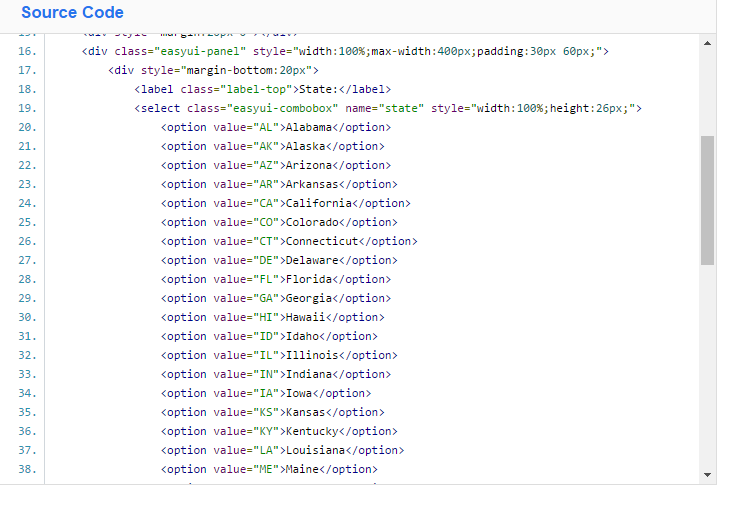 Source Code
16. <div class="easyui-panel" style="width:100%;max-width:400px;padding:30px 60px;">
17. <div style="margin-bottom:20px">
18. <label class="label-top">State:</label>
19. <select class="easyui-combobox" name="state" style="width:100%;height:26px;">
20. <option value="AL">Alabama</option>
21. <option value="AK">Alaska</option>
22. <option value="AZ">Arizona</option>
23. <option value="AR">Arkansas</option>
24. <option value="CA">California</option>
25. <option value="CO">Colorado</option>
26. <option value="CT">Connecticut</option>
27. <option value="DE">Delaware</option>
28. <option value="FL">Florida</option>
29. <option value="GA">Georgia</option>
30. <option value="HI">Hawaii</option>
31. <option value="ID">Idaho</option>
32. <option value="IL">Illinois</option>
33. <option value="IN">Indiana</option>
34. <option value="IA">Iowa</option>
35. <option value="KS">Kansas</option>
36. <option value="KY">Kentucky</option>
37. <option value="LA">Louisiana</option>
38. <option value="ME">Maine</option>